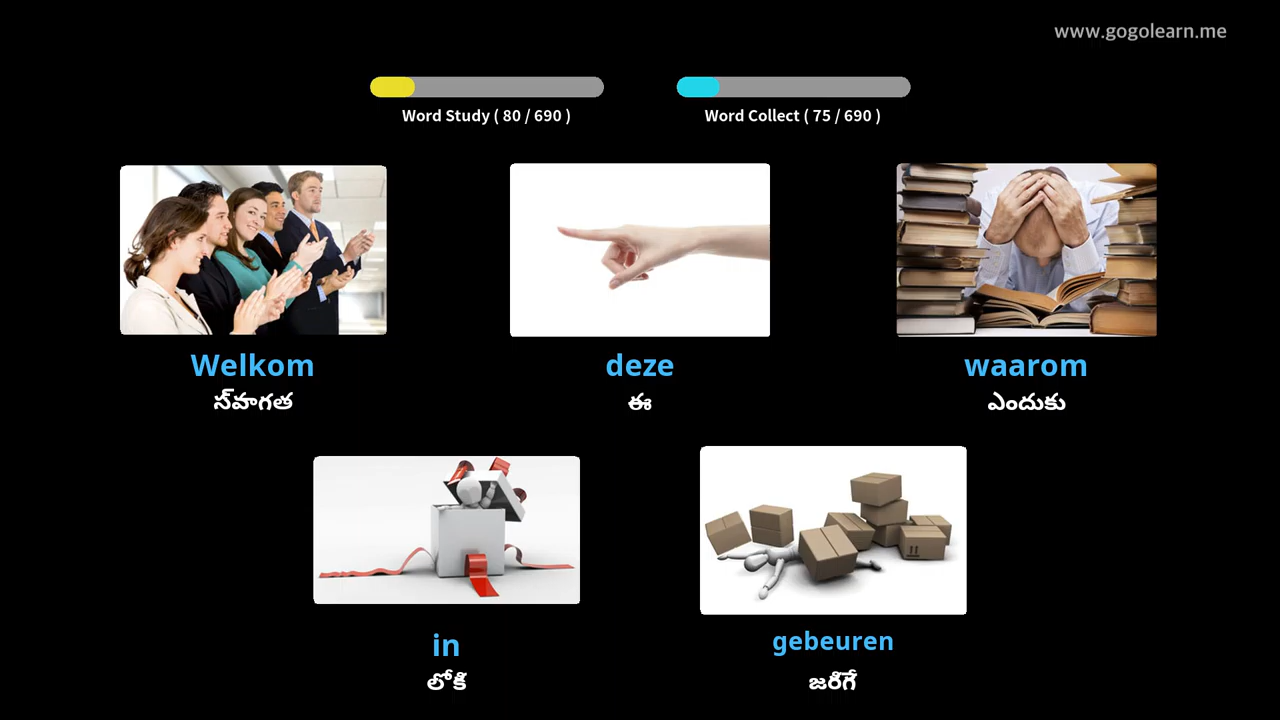 www.gogolearn.me
Word Study ( 80 / 690 )
Word Collect ( 75 / 690 )
Welkom
deze
waarom
స్‌వాగత
ఈ
ఎందుకు
in
gebeuren
లోకి
జరిగే